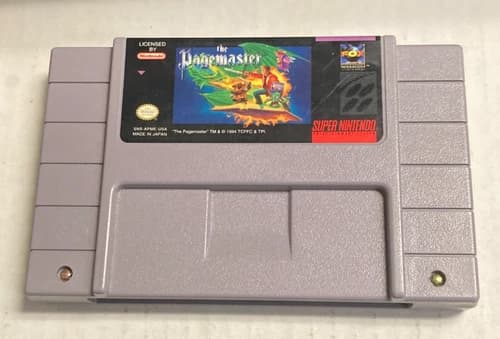 LICENSED
BY
Nintendo
the
Pagemaster
FOX
SNS-APME-USA
MADE IN JAPAN
"The Pagemaster" TM & © 1994 TCFFC & TPI
SUPER NINTENDO